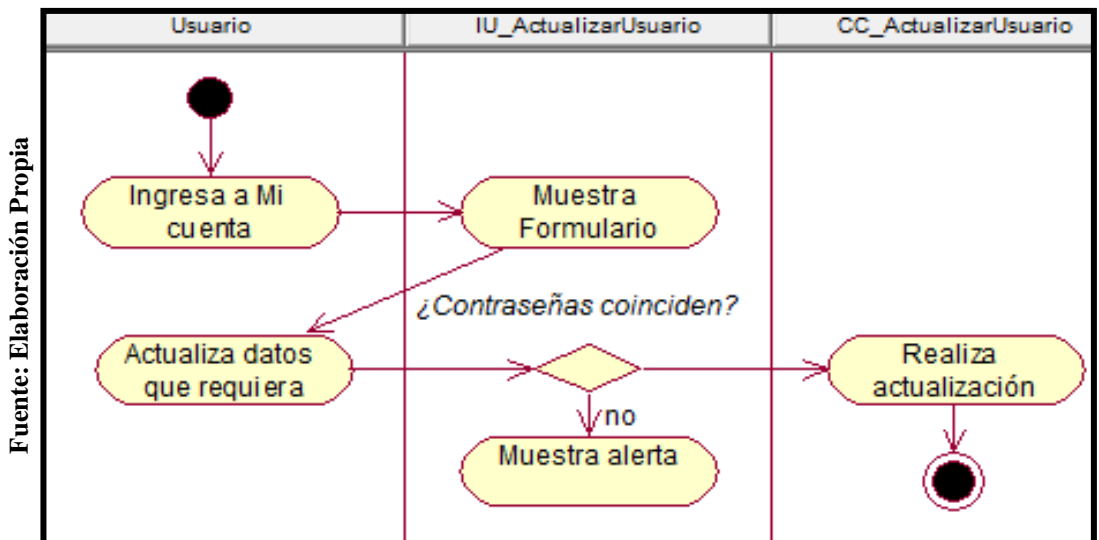 Usuario
IU_ActualizarUsuario
CC_ActualizarUsuario
Fuente: Elaboración Propia
Ingresa a Mi
cuenta
Muestra
Formulario
¿Contraseñas coinciden?
Actualiza datos
que requiera
Realiza
actualización
no
Muestra alerta